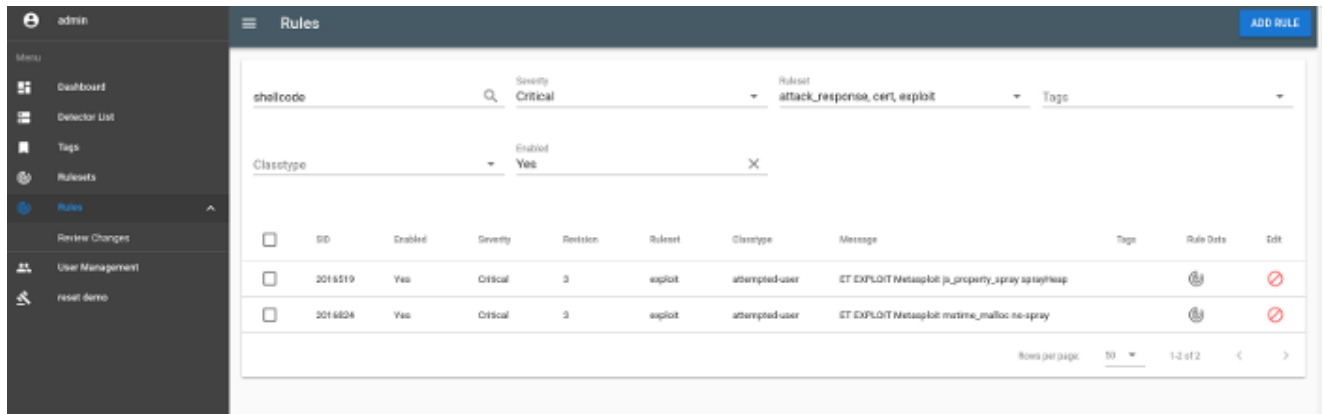 admin
Rules
ADD RULE
Menu
Dashboard
Detector List
Tags
Rulesets
Rules
Review Changes
User Management
reset demo
shellcode
Severity
Critical
Ruleset
attack_response, cert, exploit
Tags
Classtype
Enabled
Yes
SID Enabled Severity Revision Ruleset Classtype Message Tags Rule Data Edit
2016519 Yes Critical 3 exploit attempted-user ET EXPLOIT Metasploit js_property_spray sprayHeap
2016824 Yes Critical 3 exploit attempted-user ET EXPLOIT Metasploit mstime_malloc no-spray
Rows per page: 50 1-2 of 2